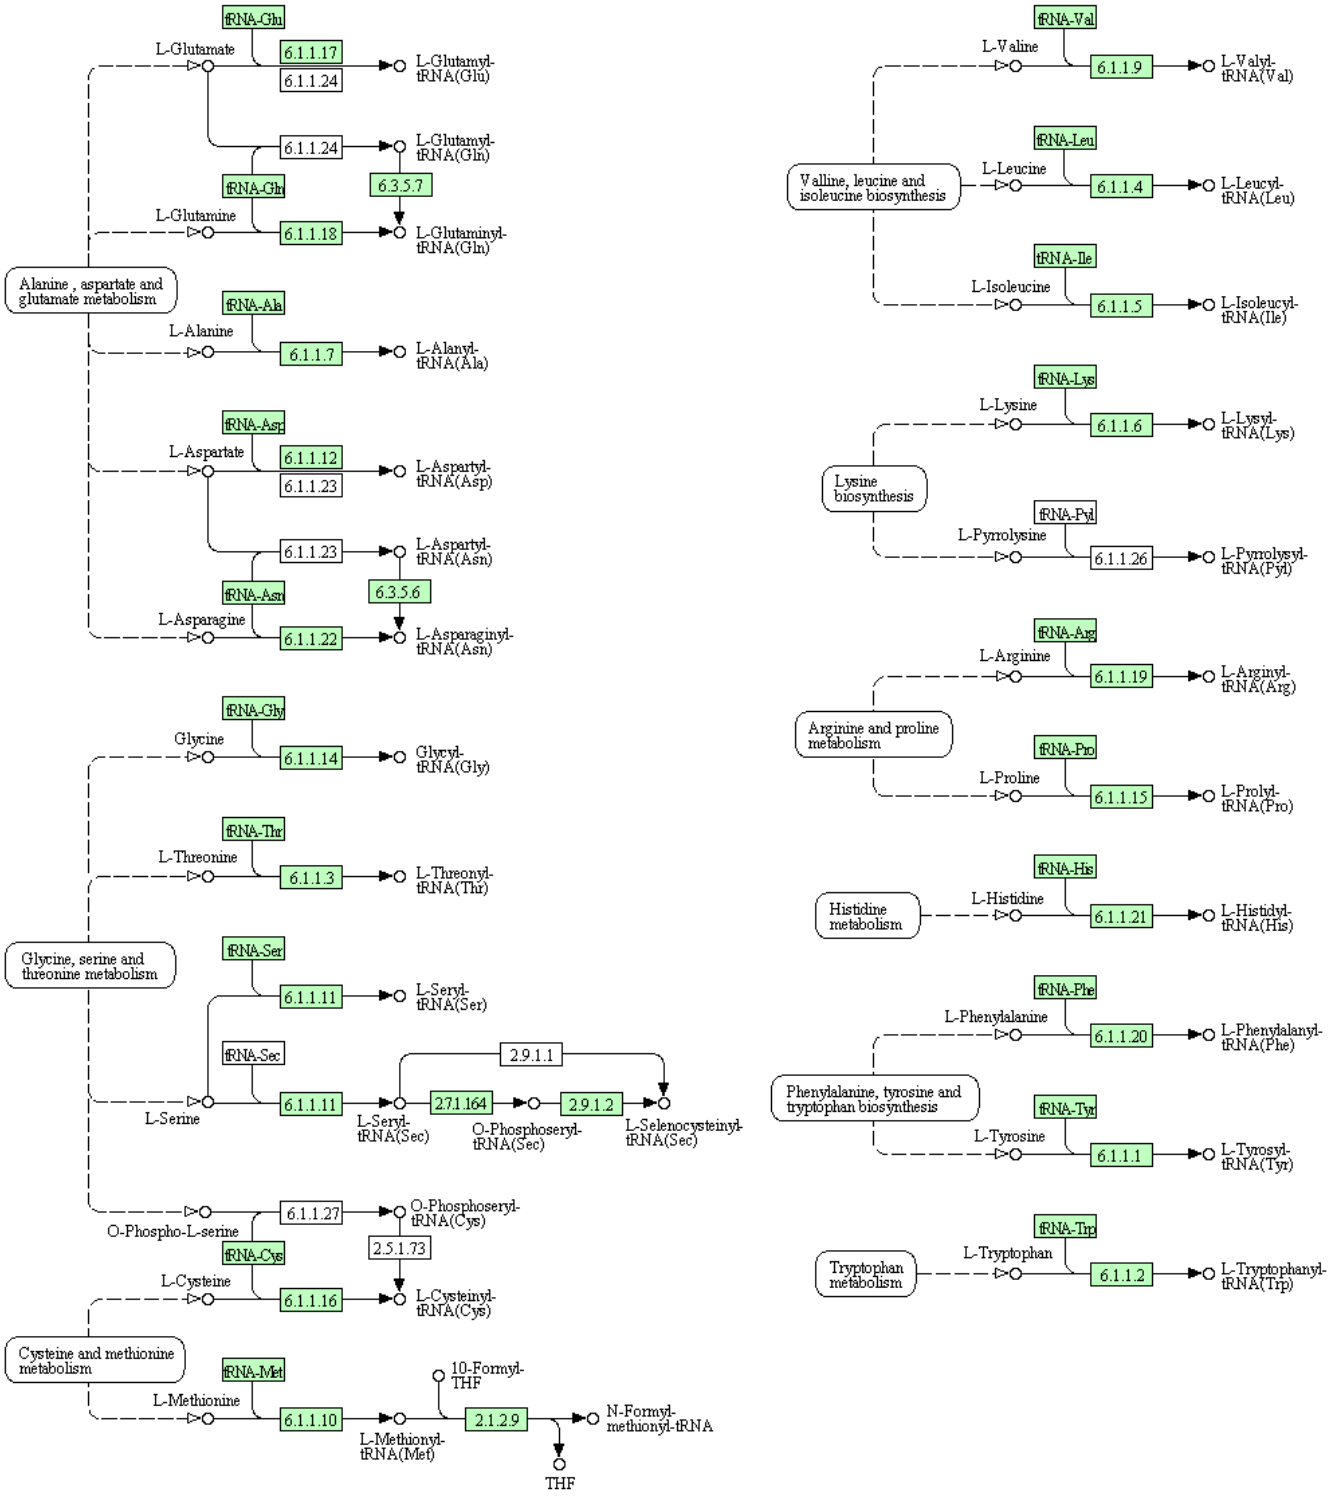 tRNA-Glu
L-Glutamate
6.1.1.17
6.1.1.24
L-Glutamyl-
tRNA(Glu)
6.1.1.24
L-Glutamyl-
tRNA(Gln)
tRNA-Gln
6.3.5.7
L-Glutamine
6.1.1.18
L-Glutaminyl-
tRNA(Gln)
Alanine , aspartate and
glutamate metabolism
tRNA-Ala
L-Alanine
6.1.1.7
L-Alanyl-
tRNA(Ala)
tRNA-Asp
L-Aspartate
6.1.1.12
6.1.1.23
L-Aspartyl-
tRNA(Asp)
6.1.1.23
L-Aspartyl-
tRNA(Asn)
tRNA-Asn
6.3.5.6
L-Asparagine
6.1.1.22
L-Asparaginyl-
tRNA(Asn)
tRNA-Gly
Glycine
6.1.1.14
Glycyl-
tRNA(Gly)
tRNA-Thr
L-Threonine
6.1.1.3
L-Threonyl-
tRNA(Thr)
Glycine, serine and
threonine metabolism
tRNA-Ser
6.1.1.11
L-Seryl-
tRNA(Ser)
tRNA-Sec
2.9.1.1
L-Serine
6.1.1.11
L-Seryl-
tRNA(Sec)
2.7.1.164
O-Phosphoseryl-
tRNA(Sec)
2.9.1.2
L-Selenocysteinyl-
tRNA(Sec)
O-Phospho-L-serine
6.1.1.27
O-Phosphoseryl-
tRNA(Cys)
tRNA-Cys
2.5.1.73
L-Cysteine
6.1.1.16
L-Cysteinyl-
tRNA(Cys)
Cysteine and methionine
metabolism
tRNA-Met
L-Methionine
6.1.1.10
L-Methionyl-
tRNA(Met)
10-Formyl-
THF
2.1.2.9
N-Formyl-
methionyl-tRNA
THF
tRNA-Val
L-Valine
6.1.1.9
L-Valyl-
tRNA(Val)
tRNA-Leu
Valline, leucine and
isoleucine biosynthesis
L-Leucine
6.1.1.4
L-Leucyl-
tRNA(Leu)
tRNA-Ile
L-Isoleucine
6.1.1.5
L-Isoleucyl-
tRNA(Ile)
tRNA-Lys
L-Lysine
6.1.1.6
L-Lysyl-
tRNA(Lys)
Lysine
biosynthesis
tRNA-Pyl
L-Pyrrolysine
6.1.1.26
L-Pyrrolysyl-
tRNA(Pyl)
tRNA-Arg
L-Arginine
6.1.1.19
L-Arginyl-
tRNA(Arg)
Arginine and proline
metabolism
tRNA-Pro
L-Proline
6.1.1.15
L-Prolyl-
tRNA(Pro)
tRNA-His
Histidine
metabolism
L-Histidine
6.1.1.21
L-Histidyl-
tRNA(His)
tRNA-Phe
L-Phenylalanine
6.1.1.20
L-Phenylalanyl-
tRNA(Phe)
Phenylalanine, tyrosine and
tryptophan biosynthesis
tRNA-Tyr
L-Tyrosine
6.1.1.1
L-Tyrosyl-
tRNA(Tyr)
tRNA-Trp
Tryptophan
metabolism
L-Tryptophan
6.1.1.2
L-Tryptophanyl-
tRNA(Trp)